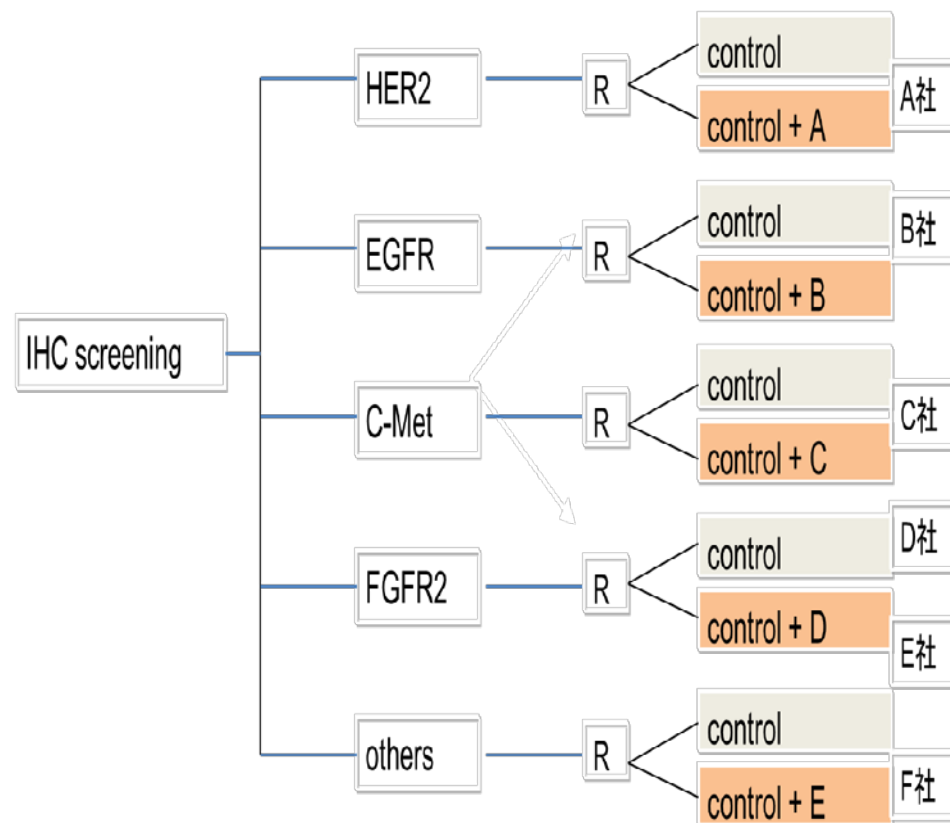 control
HER2
R
A社
control + A
control
EGFR
R
B社
control + B
IHC screening
control
C-Met
R
C社
control + C
D社
control
FGFR2
R
control + D
E社
control
others
R
F社
control + E